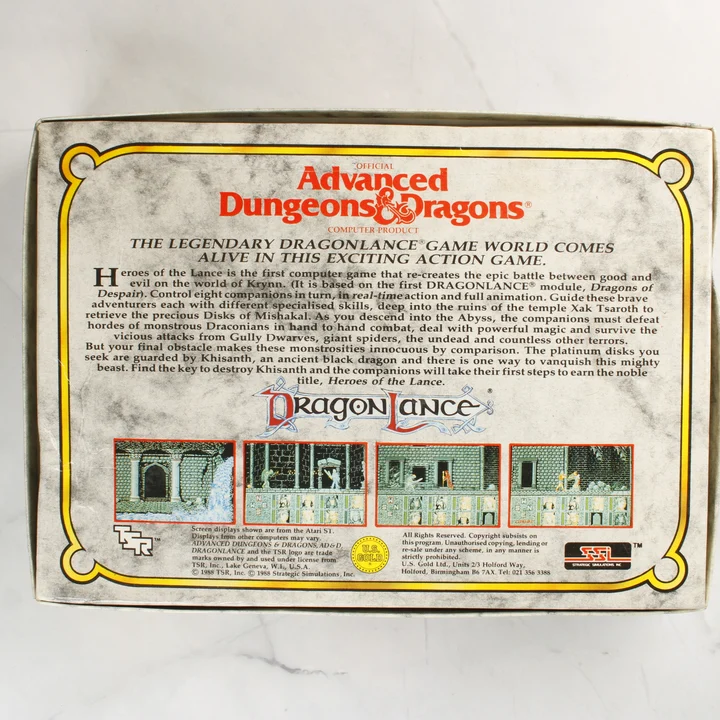 OFFICIAL
Advanced
Dungeons & Dragons®
COMPUTER PRODUCT
THE LEGENDARY DRAGONLANCE® GAME WORLD COMES
ALIVE IN THIS EXCITING ACTION GAME.
Heroes of the Lance is the first computer game that re-creates the epic battle between good and
evil on the world of Krynn. (It is based on the first DRAGONLANCE® module, Dragons of
Despair). Control eight companions in turn, in real-time action and full animation. Guide these brave
adventurers each with different specialised skills, deep into the ruins of the temple Xak Tsaroth to
retrieve the precious Disks of Mishakal. As you descend into the Abyss, the companions must defeat
hordes of monstrous Draconians in hand to hand combat, deal with powerful magic and survive the
vicious attacks from Gully Dwarves, giant spiders, the undead and countless other terrors.
But your final obstacle makes these monstrosities innocuous by comparison. The platinum disks you
seek are guarded by Khisanth, an ancient black dragon and there is one way to vanquish this mighty
beast. Find the key to destroy Khisanth and the companions will take their first steps to earn the noble
title, Heroes of the Lance.
DRAGONLANCE®
TSR™
Screen displays shown are from the Atari ST.
Displays from other computers may vary.
ADVANCED DUNGEONS & DRAGONS, AD&D
DRAGONLANCE and the TSR logo are trade
marks owned by and used under license from
TSR, Inc., Lake Geneva, W.I., U.S.A.
© 1988 TSR, Inc. © 1988 Strategic Simulations, Inc.
U.S.
GOLD
All Rights Reserved. Copyright subsists on
this program. Unauthorised copying, lending or
re-sale under any scheme, in any manner is
strictly prohibited.
U.S. Gold Ltd., Units 2/3 Holford Way,
Holford, Birmingham B6 7AX. Tel: 021 356 3388
SSI™
STRATEGIC SIMULATIONS INC